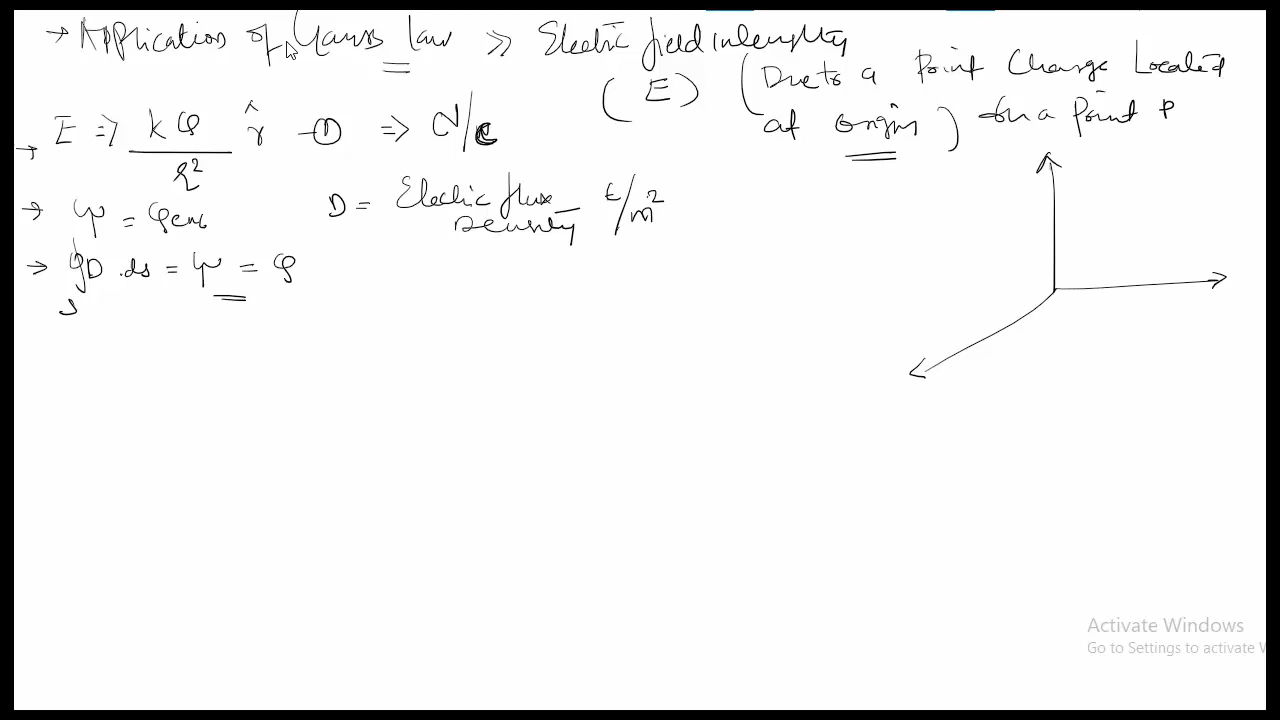 → Application of Gauss law >> Electric field intensity
(E) (Due to a Point Charge Located
at origin) for a Point P
→ E ⇒ kQ/r² r̂ —① ⇒ N/C
→ ψ = Qenc D = Electric flux Density — C/m²
→ ∮s D.ds = ψ = Q
Activate Windows
Go to Settings to activate W